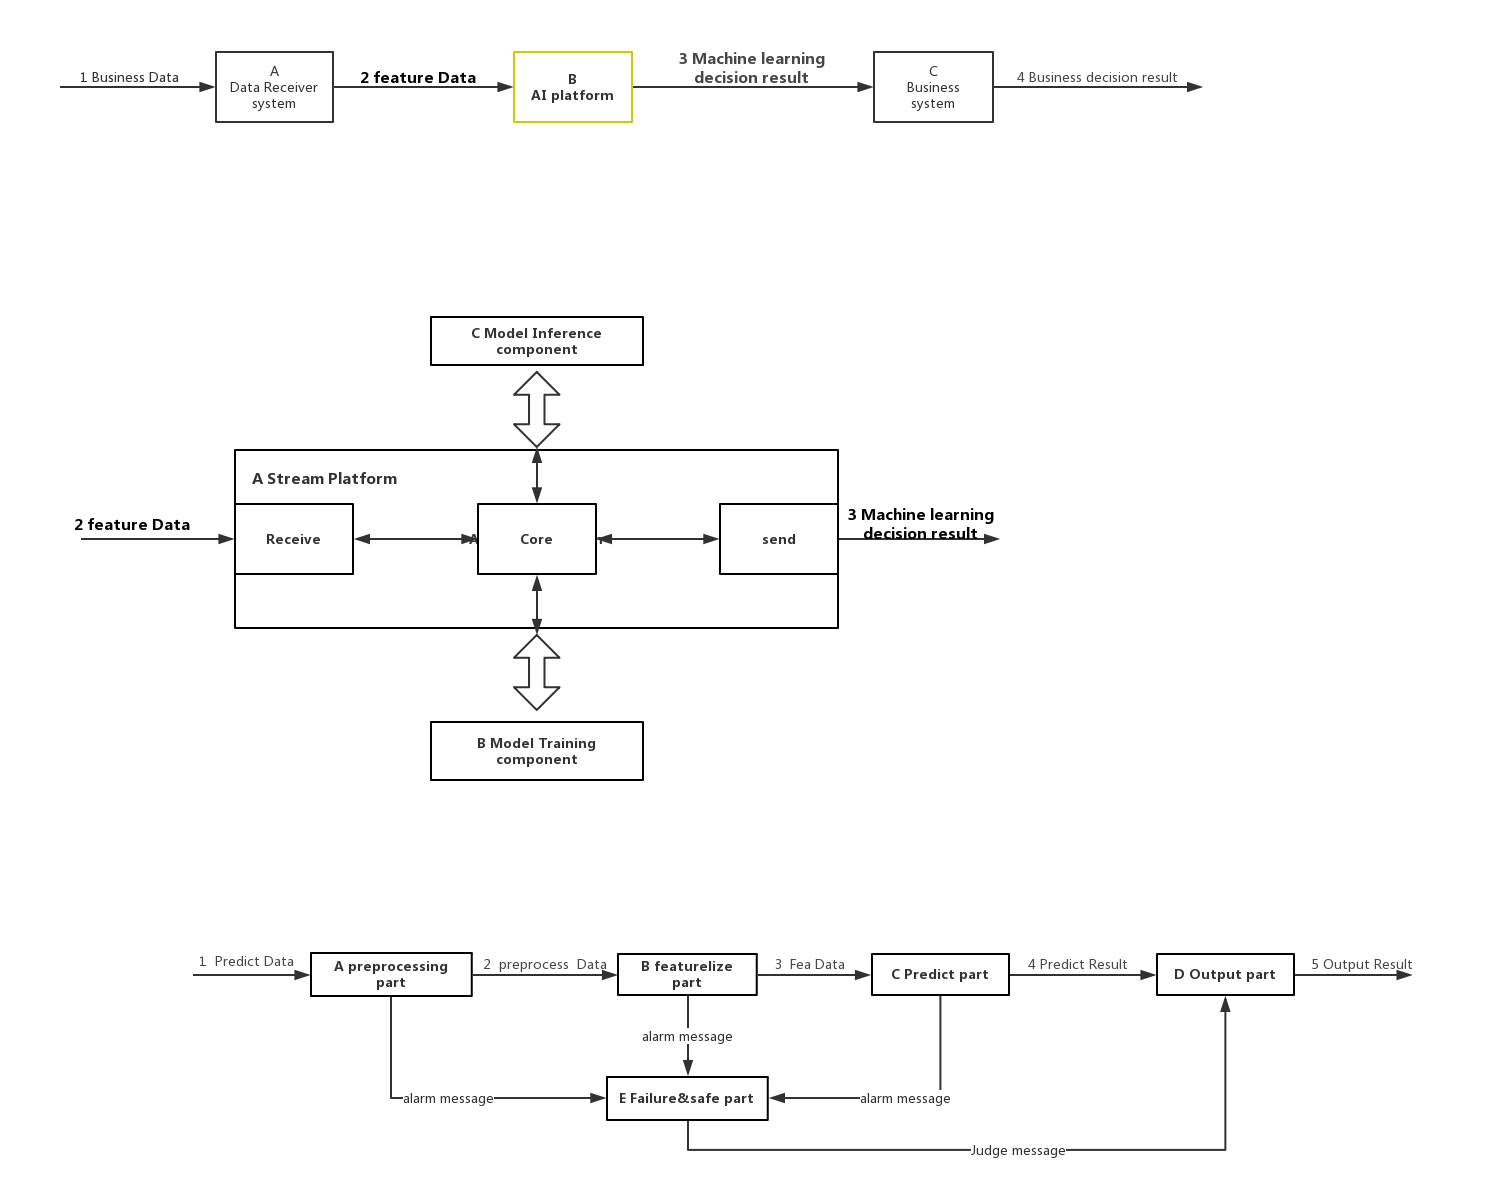 1 Business Data
A
Data Receiver
system
2 feature Data
B
AI platform
3 Machine learning
decision result
C
Business
system
4 Business decision result
C Model Inference
component
A Stream Platform
2 feature Data
Receive
Core
send
3 Machine learning
decision result
B Model Training
component
1  Predict Data
A preprocessing
part
2  preprocess  Data
B featurelize
part
3  Fea Data
C Predict part
4 Predict Result
D Output part
5 Output Result
alarm message
alarm message
E Failure&safe part
alarm message
Judge message